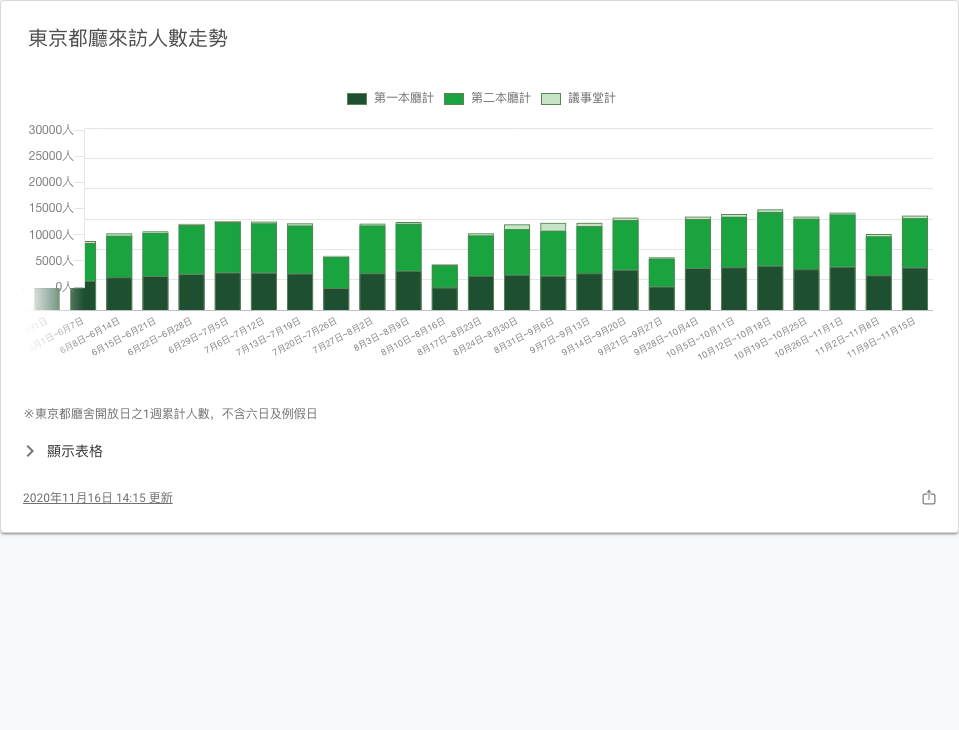 東京都廳來訪人數走勢
第一本廳計 第二本廳計 議事堂計
30000人
25000人
20000人
15000人
10000人
5000人
0人
6月8日~6月14日
6月15日~6月21日
6月22日~6月28日
6月29日~7月5日
7月6日~7月12日
7月13日~7月19日
7月20日~7月26日
7月27日~8月2日
8月3日~8月9日
8月10日~8月16日
8月17日~8月23日
8月24日~8月30日
8月31日~9月6日
9月7日~9月13日
9月14日~9月20日
9月21日~9月27日
9月28日~10月4日
10月5日~10月11日
10月12日~10月18日
10月19日~10月25日
10月26日~11月1日
11月2日~11月8日
11月9日~11月15日
※東京都廳舍開放日之1週累計人數，不含六日及例假日
顯示表格
2020年11月16日 14:15 更新